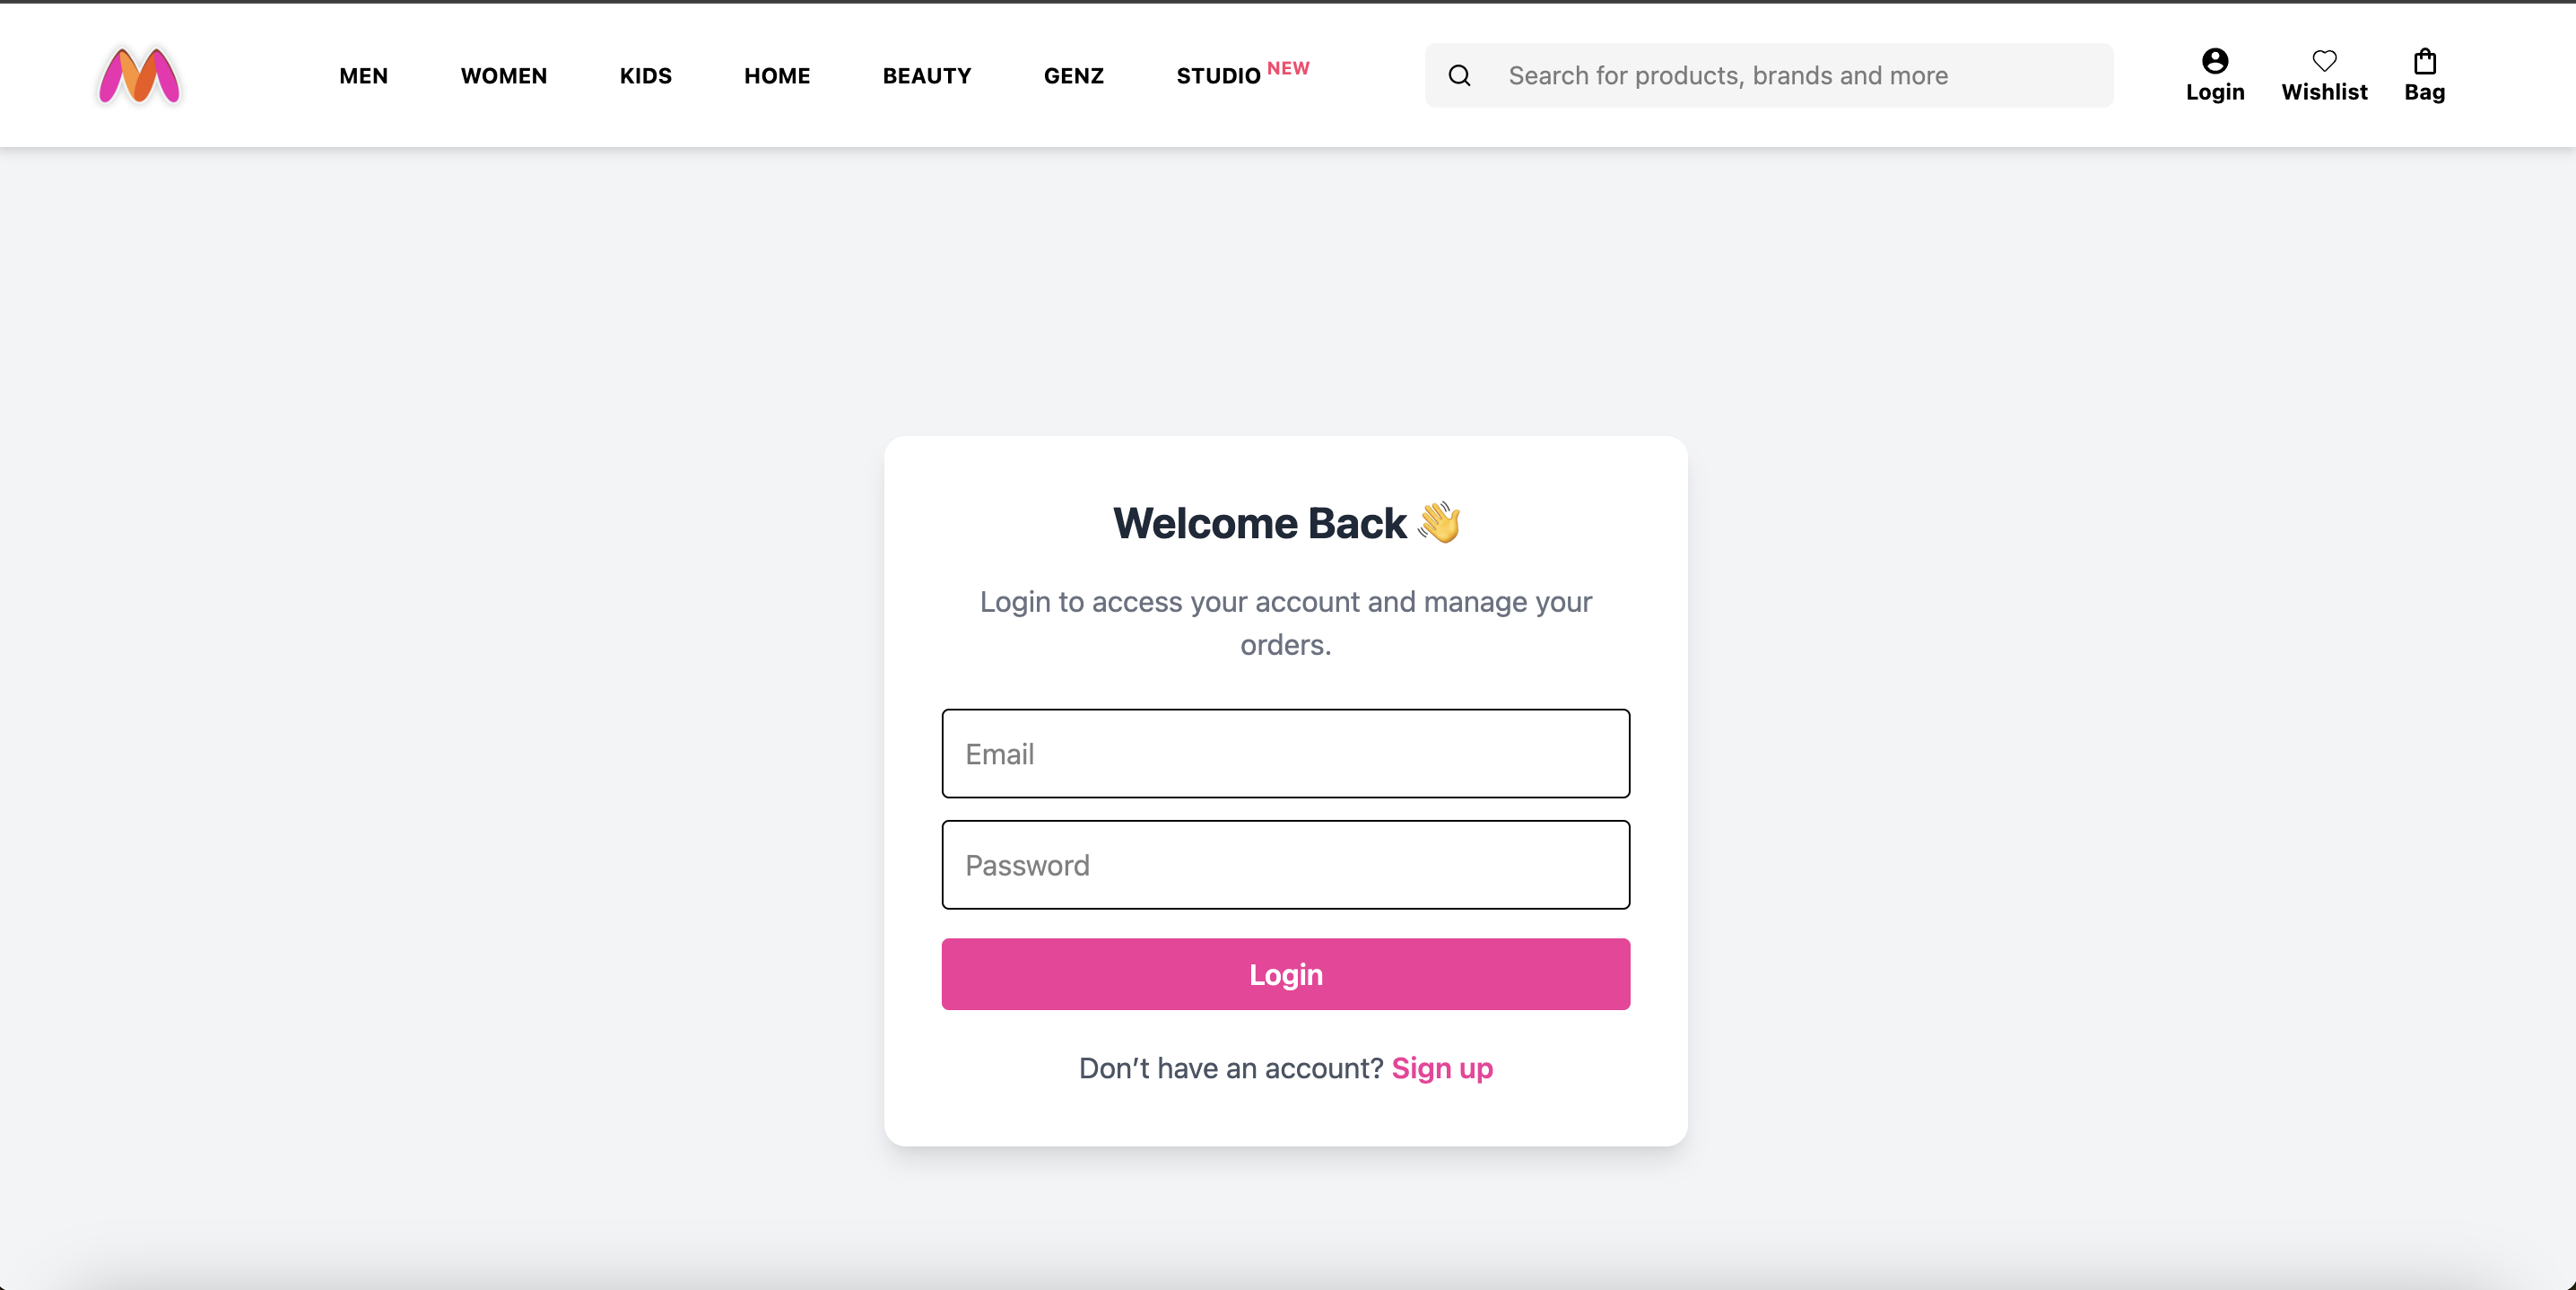 MEN WOMEN KIDS HOME BEAUTY GENZ STUDIO NEW Search for products, brands and more Login Wishlist Bag
Welcome Back 👋
Login to access your account and manage your
orders.
Email
Password
Login
Don’t have an account? Sign up